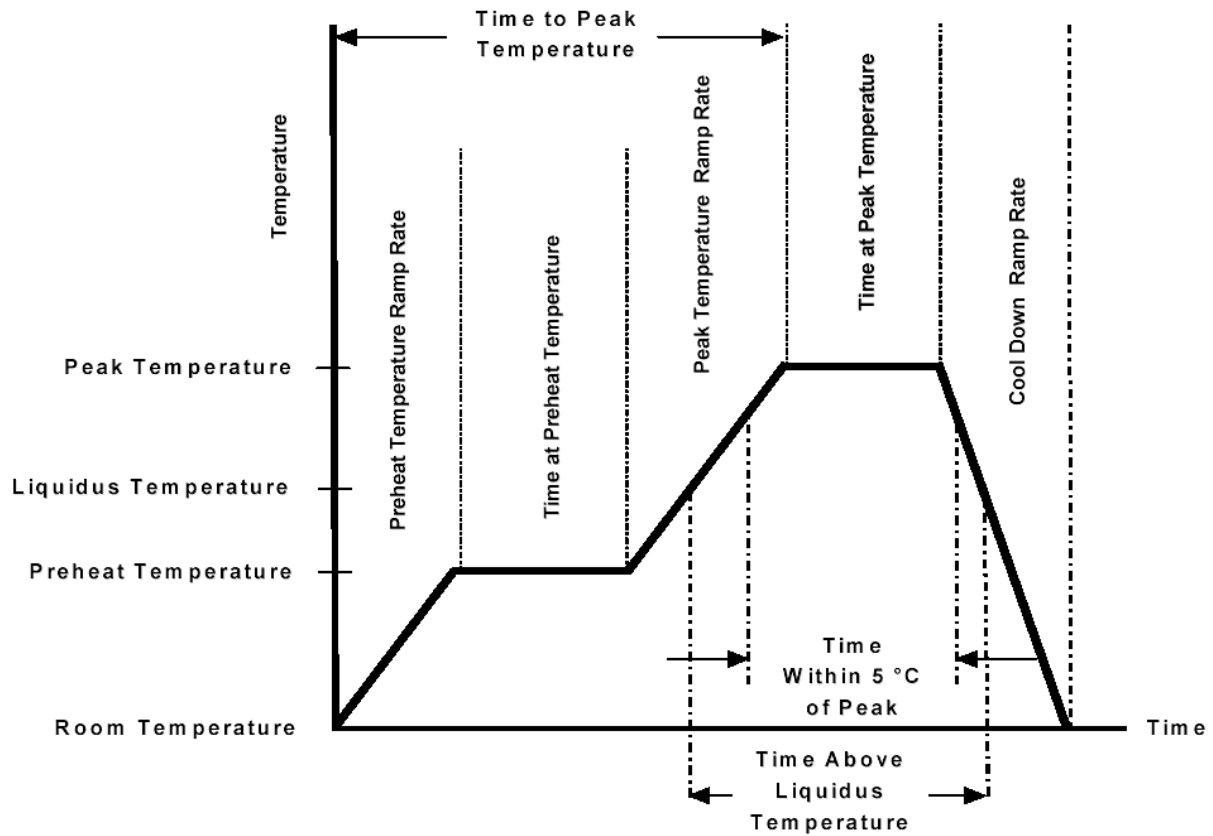 Time to Peak
Temperature
Temperature
Preheat Temperature Ramp Rate
Time at Preheat Temperature
Peak Temperature Ramp Rate
Time at Peak Temperature
Cool Down Ramp Rate
Peak Temperature
Liquidus Temperature
Preheat Temperature
Room Temperature
Time
Within 5 °C
of Peak
Time
Time Above
Liquidus
Temperature